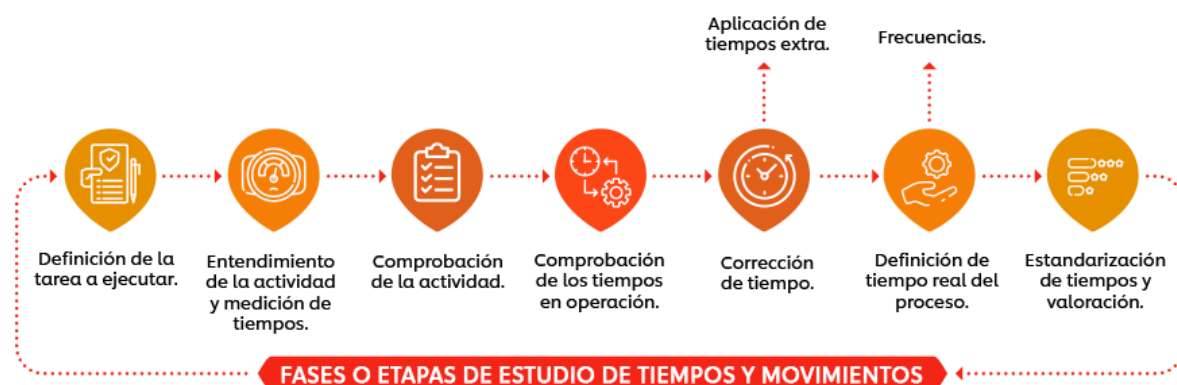 Aplicación de
tiempos extra.
Frecuencias.
Definición de la
tarea a ejecutar.
Entendimiento
de la actividad
y medición de
tiempos.
Comprobación
de la actividad.
Comprobación
de los tiempos
en operación.
Corrección
de tiempo.
Definición de
tiempo real del
proceso.
Estandarización
de tiempos y
valoración.
FASES O ETAPAS DE ESTUDIO DE TIEMPOS Y MOVIMIENTOS